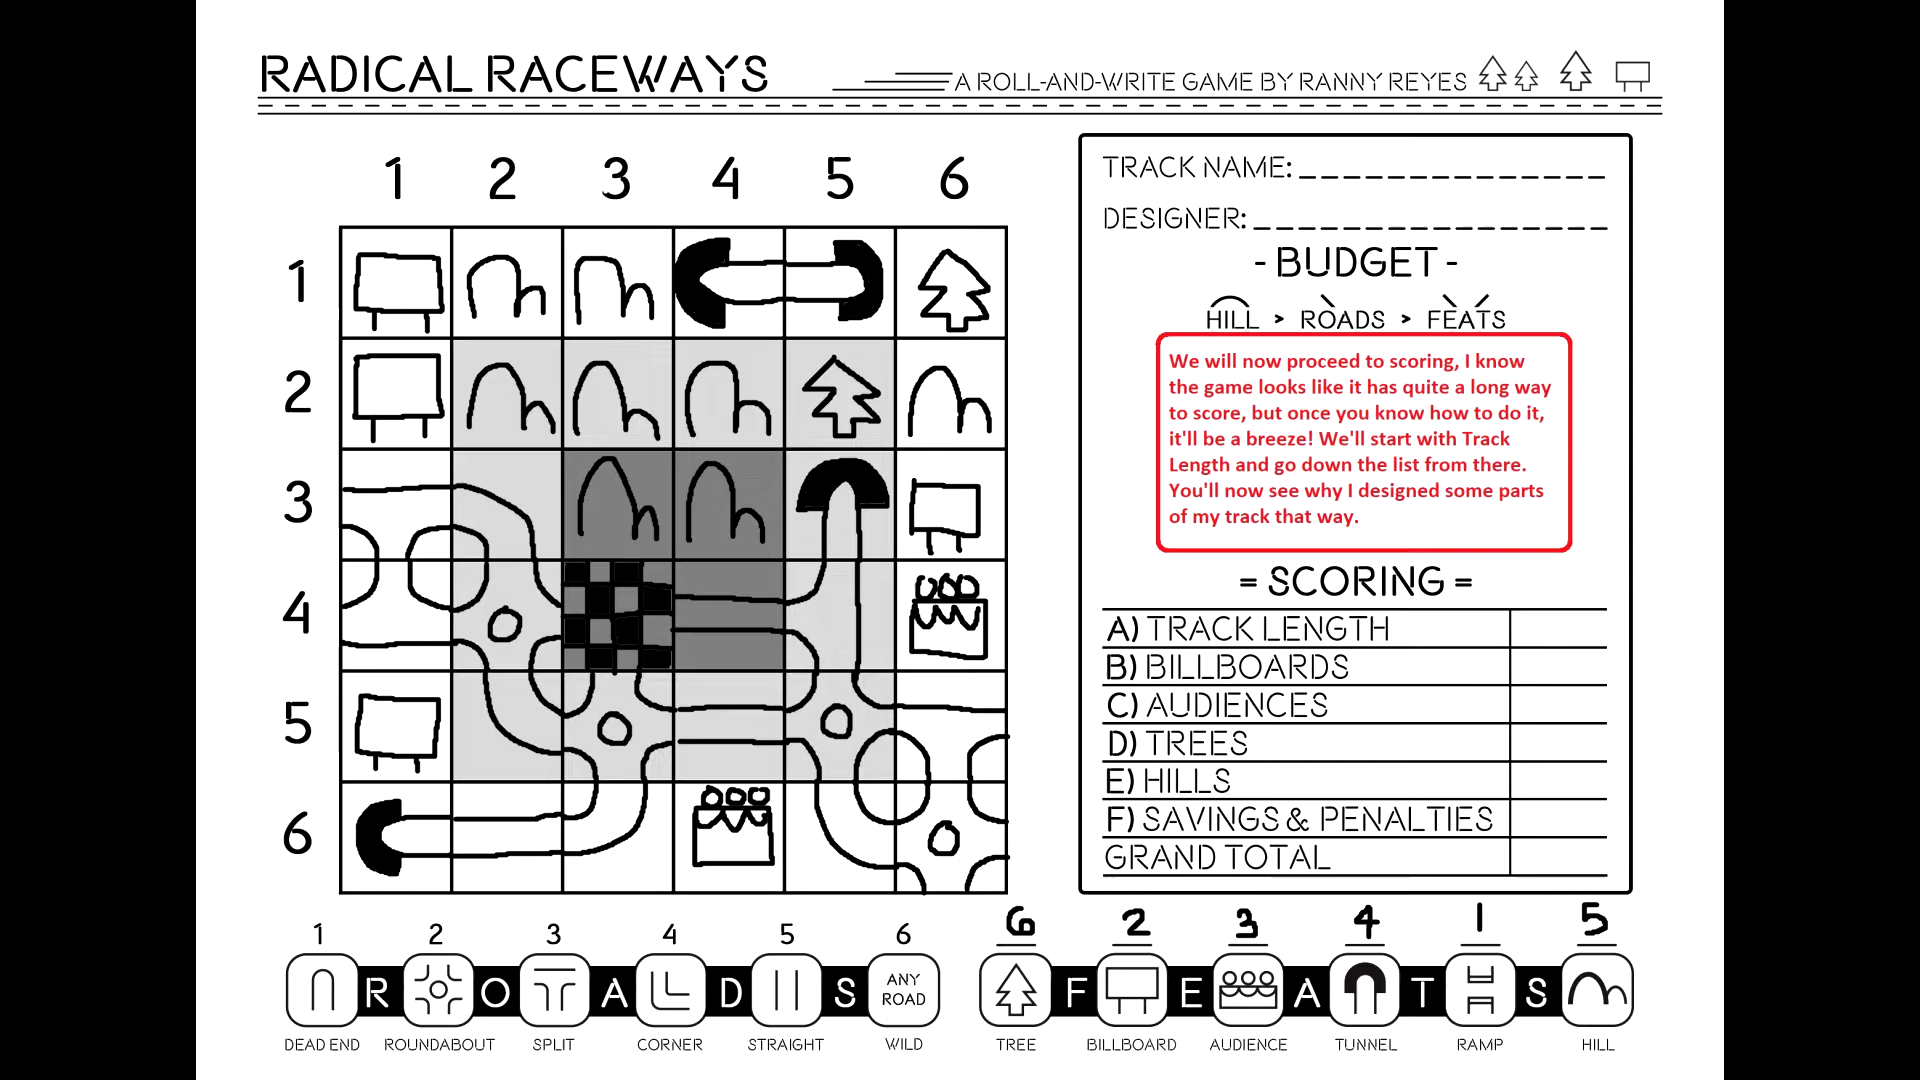 RADICAL RACEWAYS
A ROLL-AND-WRITE GAME BY RANNY REYES
1 2 3 4 5 6
1
2
3
4
5
6
TRACK NAME: _ _ _ _ _ _ _ _ _ _ _ _ _ _
DESIGNER: _ _ _ _ _ _ _ _ _ _ _ _ _ _ _ _
- BUDGET -
HILL > ROADS > FEATS
We will now proceed to scoring, I know
the game looks like it has quite a long way
to score, but once you know how to do it,
it'll be a breeze! We'll start with Track
Length and go down the list from there.
You'll now see why I designed some parts
of my track that way.
= SCORING =
A) TRACK LENGTH
B) BILLBOARDS
C) AUDIENCES
D) TREES
E) HILLS
F) SAVINGS & PENALTIES
GRAND TOTAL
1 2 3 4 5 6
R O A D S
ANY
ROAD
DEAD END ROUNDABOUT SPLIT CORNER STRAIGHT WILD
6 2 3 4 1 5
F E A T S
TREE BILLBOARD AUDIENCE TUNNEL RAMP HILL